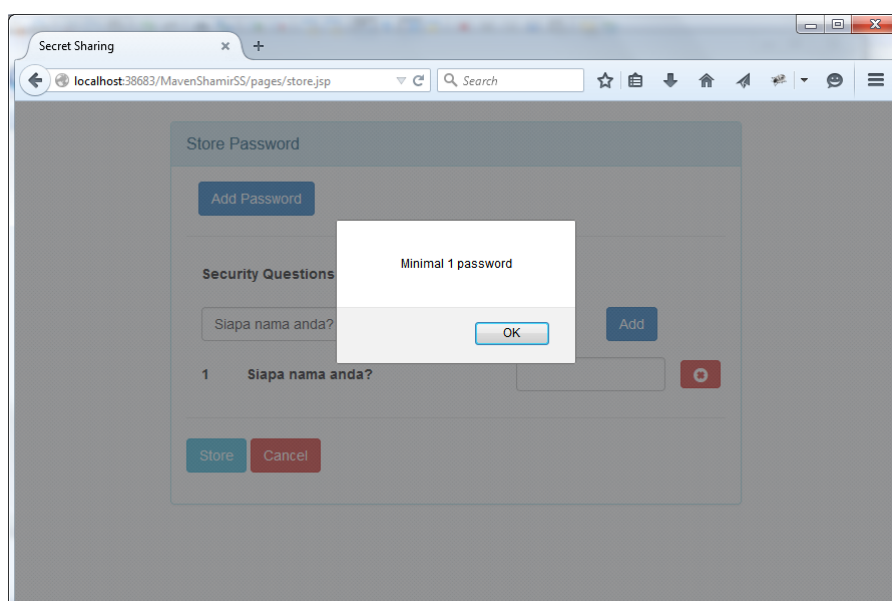 Secret Sharing
localhost:38683/MavenShamirSS/pages/store.jsp
Search
Store Password
Add Password
Minimal 1 password
Security Questions
Siapa nama anda?
OK
Add
1 Siapa nama anda?
Store Cancel